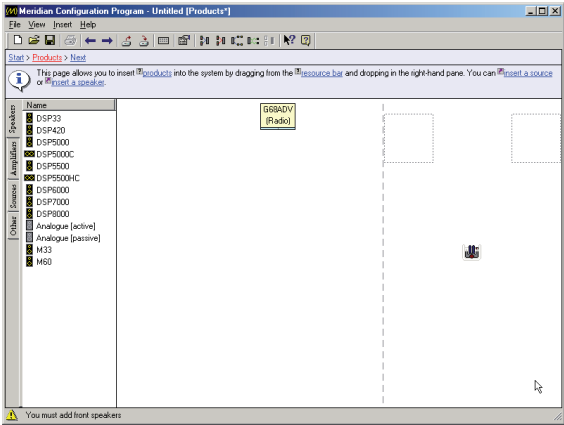 Meridian Configuration Program - Untitled [Products*]
File View Insert Help
Start > Products > Next
This page allows you to insert products into the system by dragging from the resource bar and dropping in the right-hand pane. You can insert a source
or insert a speaker.
Speakers
Amplifiers
Sources
Other
Name
DSP33
DSP420
DSP5000
DSP5000C
DSP5500
DSP5500HC
DSP6000
DSP7000
DSP8000
Analogue [active]
Analogue [passive]
M33
M60
G68ADV
(Radio)
You must add front speakers